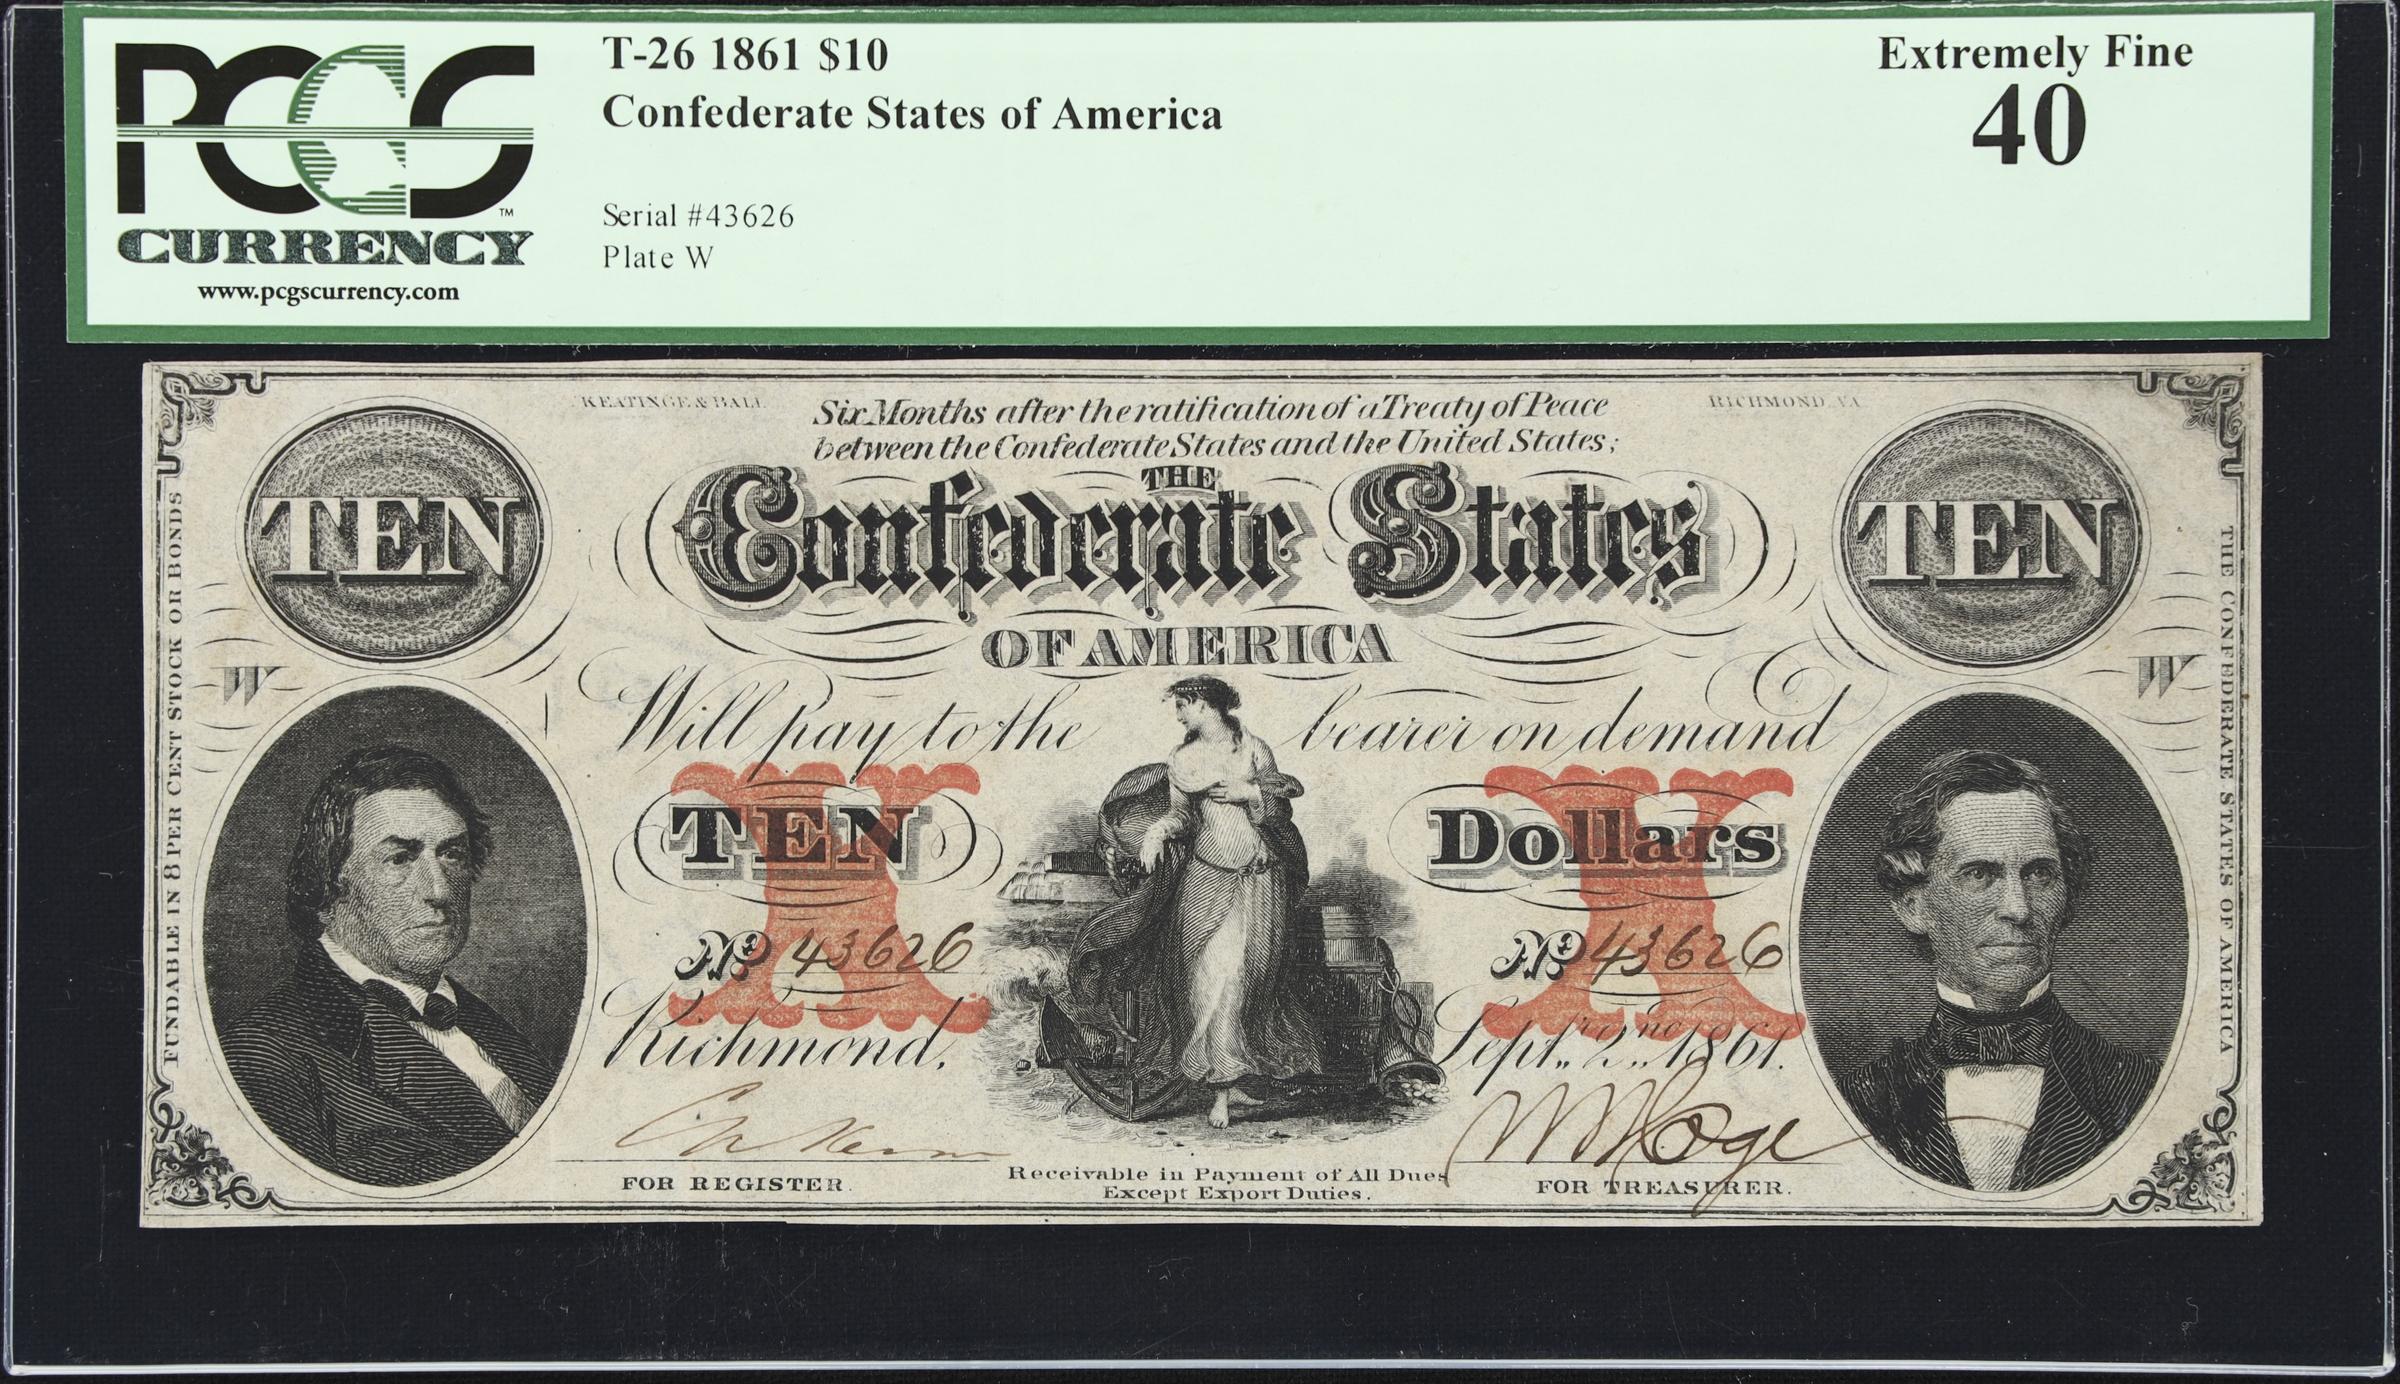 PCGS™
CURRENCY
www.pcgscurrency.com
T-26 1861 $10
Confederate States of America
Serial #43626
Plate W
Extremely Fine
40
KEATINGE & BALL
RICHMOND, VA
Six Months after the ratification of a Treaty of Peace
between the Confederate States and the United States;
TEN
THE
Confederate States
TEN
OF AMERICA
FUNDABLE IN 8 PER CENT STOCK OR BONDS
THE CONFEDERATE STATES OF AMERICA
W
W
Will pay to the bearer on demand
X
X
TEN Dollars
No 43626
No 43626
Richmond, Sept. 2nd 1861.
FOR REGISTER.
Receivable in Payment of All Dues
Except Export Duties.
FOR TREASURER.